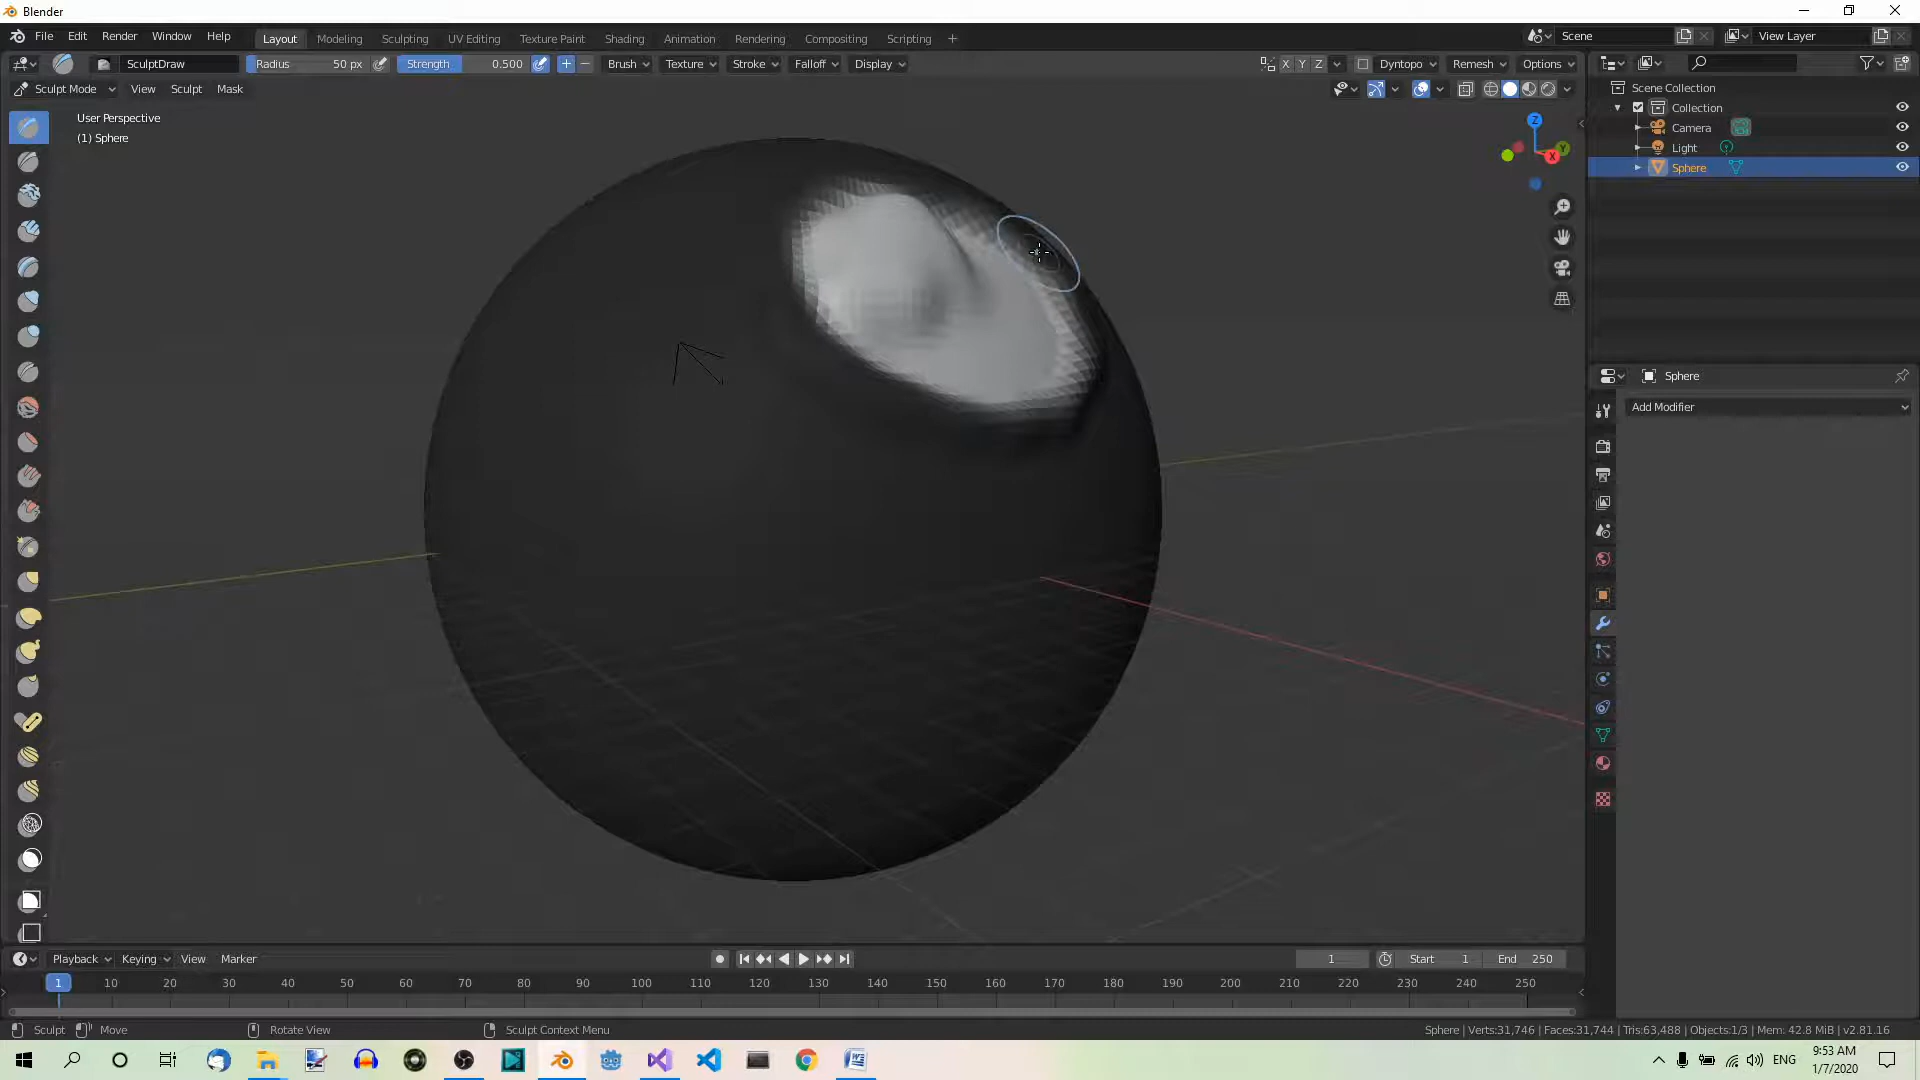 Blender
File Edit Render Window Help Layout Modeling Sculpting UV Editing Texture Paint Shading Animation Rendering Compositing Scripting + Scene View Layer
SculptDraw Radius 50 px Strength 0.500 + − Brush Texture Stroke Falloff Display X Y Z Dyntopo Remesh Options
Sculpt Mode View Sculpt Mask
User Perspective
(1) Sphere
Z
Y
X
Scene Collection
Collection
Camera
Light
Sphere
Sphere
Add Modifier
Playback Keying View Marker 1 Start 1 End 250
1 10 20 30 40 50 60 70 80 90 100 110 120 130 140 150 160 170 180 190 200 210 220 230 240 250
Sculpt Move Rotate View Sculpt Context Menu Sphere | Verts:31,746 | Faces:31,744 | Tris:63,488 | Objects:1/3 | Mem: 42.8 MiB | v2.81.16
ENG 9:53 AM
1/7/2020